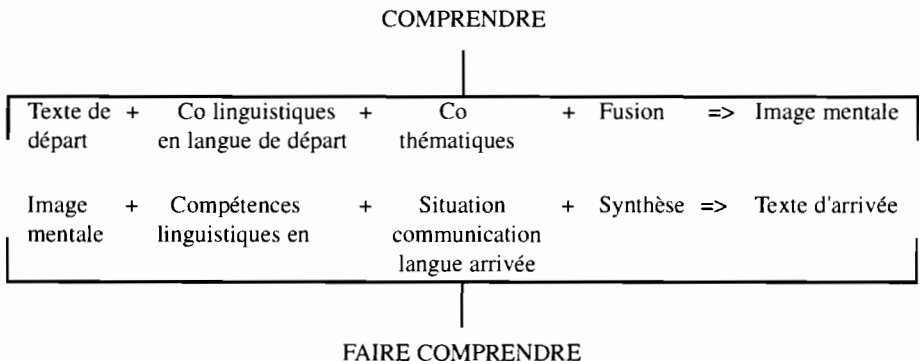 COMPRENDRE
Texte de + Co linguistiques + Co + Fusion => Image mentale
départ en langue de départ thématiques
Image + Compétences + Situation + Synthèse => Texte d'arrivée
mentale linguistiques en communication
langue arrivée
FAIRE COMPRENDRE